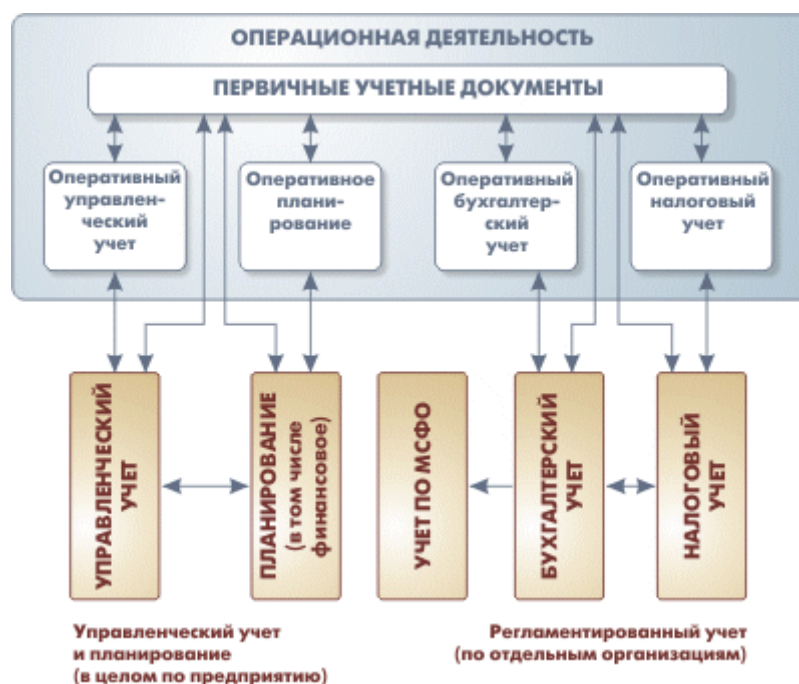 ОПЕРАЦИОННАЯ ДЕЯТЕЛЬНОСТЬ
ПЕРВИЧНЫЕ УЧЕТНЫЕ ДОКУМЕНТЫ
Оперативный
управлен-
ческий
учет
Оперативное
плани-
рование
Оперативный
бухгалтер-
ский
учет
Оперативный
налоговый
учет
УПРАВЛЕНЧЕСКИЙ
УЧЕТ
ПЛАНИРОВАНИЕ
(в том числе
финансовое)
УЧЕТ ПО МСФО
БУХГАЛТЕРСКИЙ
УЧЕТ
НАЛОГОВЫЙ
УЧЕТ
Управленческий учет
и планирование
(в целом по предприятию)
Регламентированный учет
(по отдельным организациям)